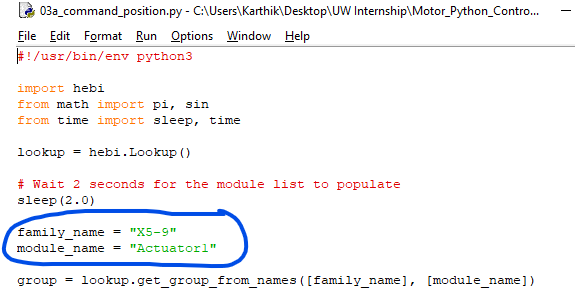 03a_command_position.py - C:\Users\Karthik\Desktop\UW Internship\Motor_Python_Contro...
File Edit Format Run Options Window Help
#!/usr/bin/env python3
import hebi
from math import pi, sin
from time import sleep, time
lookup = hebi.Lookup()
# Wait 2 seconds for the module list to populate
sleep(2.0)
family_name = "X5-9"
module_name = "Actuator1"
group = lookup.get_group_from_names([family_name], [module_name])